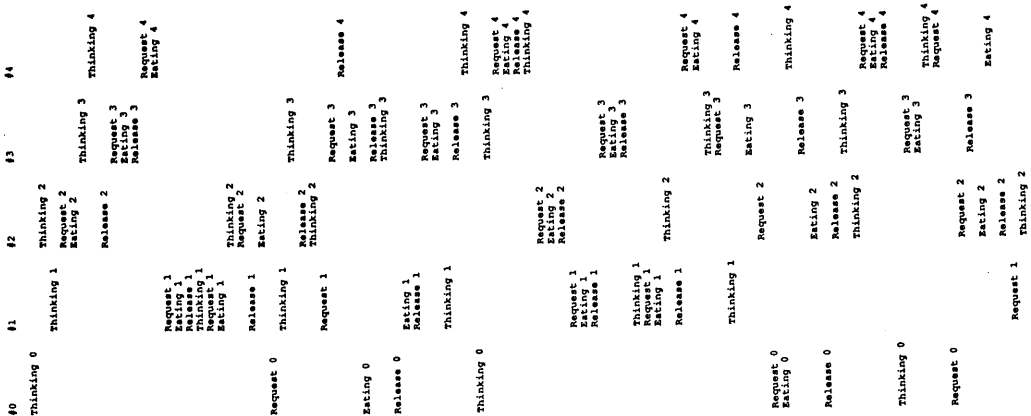 #0 #1 #2 #3 #4
Thinking 0
Thinking 2
Thinking 1
Request 2
Eating 2
Thinking 3
Thinking 4
Release 2
Request 3
Eating 3
Release 3
Request 4
Eating 4
Request 1
Eating 1
Release 1
Thinking 1
Request 1
Eating 1
Thinking 2
Request 2
Release 1
Eating 2
Request 0
Thinking 1
Thinking 3
Release 2
Thinking 2
Request 1
Request 3
Release 4
Eating 3
Eating 0
Release 3
Thinking 3
Release 0
Eating 1
Release 1
Request 3
Eating 3
Thinking 1
Release 3
Thinking 4
Thinking 0
Thinking 3
Request 4
Eating 4
Release 4
Thinking 4
Request 2
Eating 2
Release 2
Request 1
Eating 1
Release 1
Request 3
Eating 3
Release 3
Thinking 1
Request 1
Eating 1
Thinking 2
Release 1
Request 4
Eating 4
Thinking 3
Request 3
Thinking 1
Release 4
Eating 3
Request 2
Request 0
Eating 0
Thinking 4
Release 3
Eating 2
Release 0
Release 2
Thinking 3
Thinking 2
Request 4
Eating 4
Release 4
Thinking 0
Request 3
Eating 3
Thinking 4
Request 4
Request 0
Request 2
Release 3
Eating 2
Eating 4
Release 2
Request 1
Thinking 2